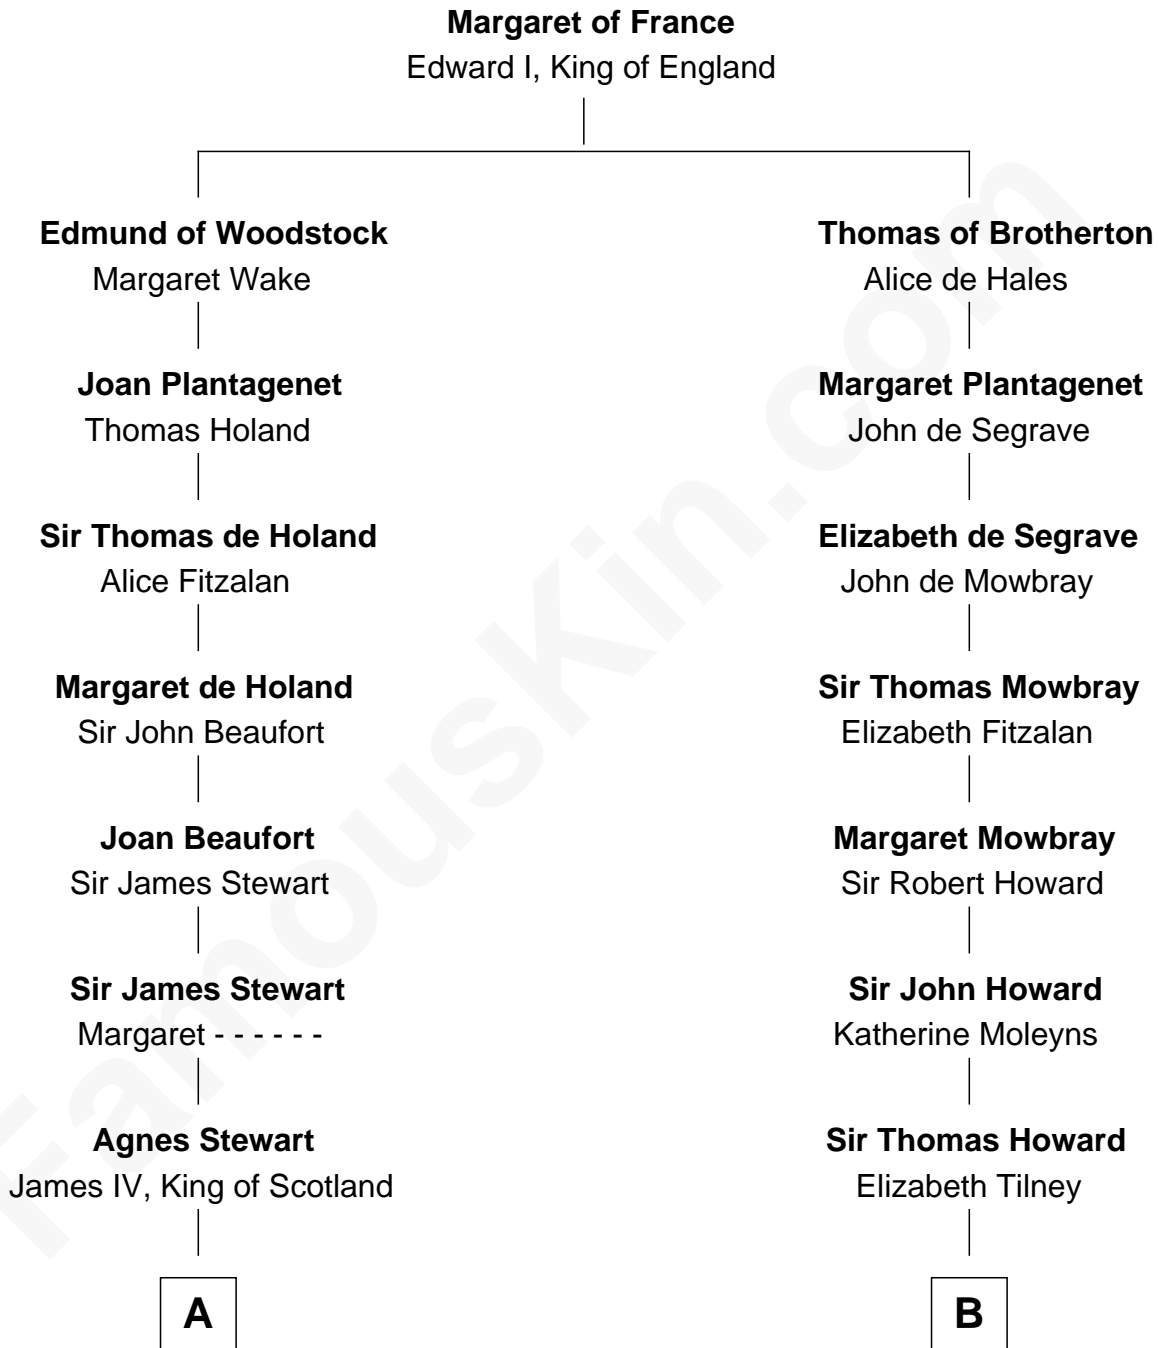 Margaret of France
Edward I, King of England
Edmund of Woodstock
Margaret Wake
Thomas of Brotherton
Alice de Hales
Joan Plantagenet
Thomas Holand
Margaret Plantagenet
John de Segrave
Sir Thomas de Holand
Alice Fitzalan
Elizabeth de Segrave
John de Mowbray
Margaret de Holand
Sir John Beaufort
Sir Thomas Mowbray
Elizabeth Fitzalan
Joan Beaufort
Sir James Stewart
Margaret Mowbray
Sir Robert Howard
Sir James Stewart
Margaret - - - - - -
Sir John Howard
Katherine Moleyns
Agnes Stewart
James IV, King of Scotland
Sir Thomas Howard
Elizabeth Tilney
A
B
FamousKin.com